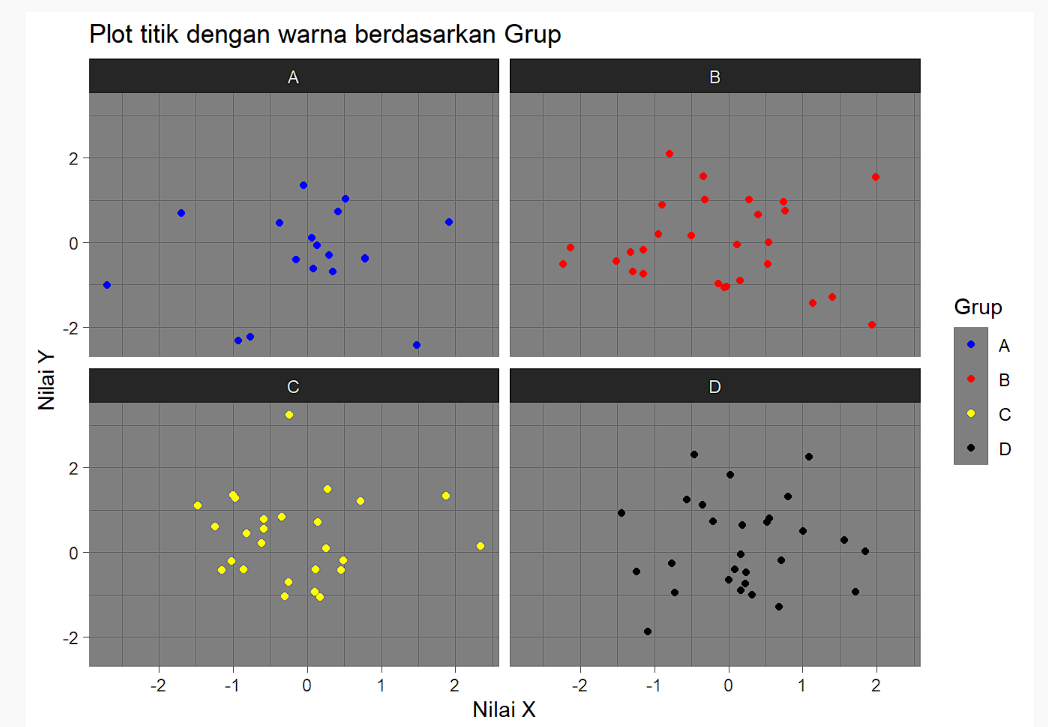 Plot titik dengan warna berdasarkan Grup
A
B
2
0
-2
Nilai Y
C
D
2
0
-2
-2 -1 0 1 2
-2 -1 0 1 2
Nilai X
Grup
A
B
C
D